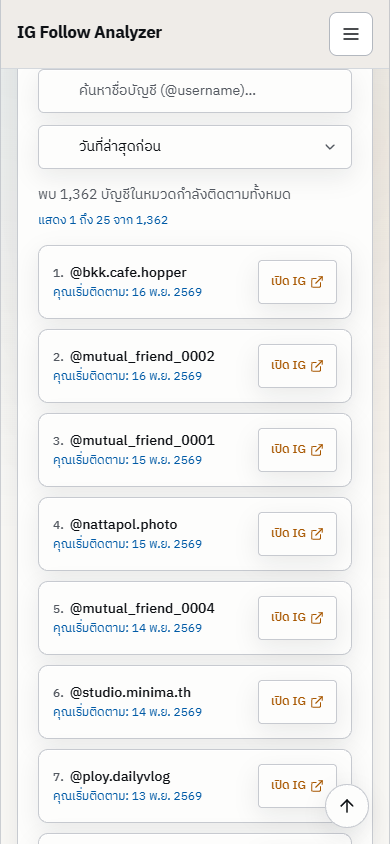 IG Follow Analyzer
ค้นหาชื่อบัญชี (@username)...
วันที่ล่าสุดก่อน
พบ 1,362 บัญชีในหมวดกำลังติดตามทั้งหมด
แสดง 1 ถึง 25 จาก 1,362
1. @bkk.cafe.hopper
คุณเริ่มติดตาม: 16 พ.ย. 2569
เปิด IG
2. @mutual_friend_0002
คุณเริ่มติดตาม: 16 พ.ย. 2569
เปิด IG
3. @mutual_friend_0001
คุณเริ่มติดตาม: 15 พ.ย. 2569
เปิด IG
4. @nattapol.photo
คุณเริ่มติดตาม: 15 พ.ย. 2569
เปิด IG
5. @mutual_friend_0004
คุณเริ่มติดตาม: 14 พ.ย. 2569
เปิด IG
6. @studio.minima.th
คุณเริ่มติดตาม: 14 พ.ย. 2569
เปิด IG
7. @ploy.dailyvlog
คุณเริ่มติดตาม: 13 พ.ย. 2569
เปิด IG